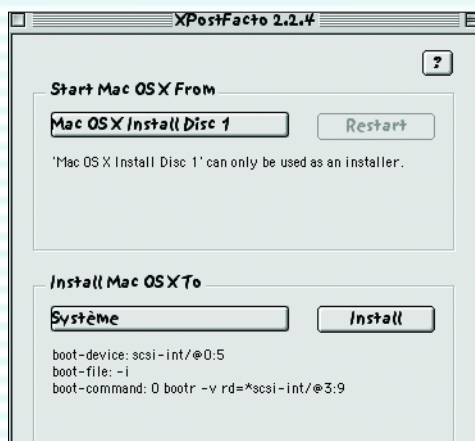 XPostFacto 2.2.4
?
Start Mac OS X From
Mac OS X Install Disc 1
Restart
'Mac OS X Install Disc 1' can only be used as an installer.
Install Mac OS X To
Système
Install
boot-device: scsi-int/@0:5
boot-file: -i
boot-command: 0 bootr -v rd=*scsi-int/@3:9